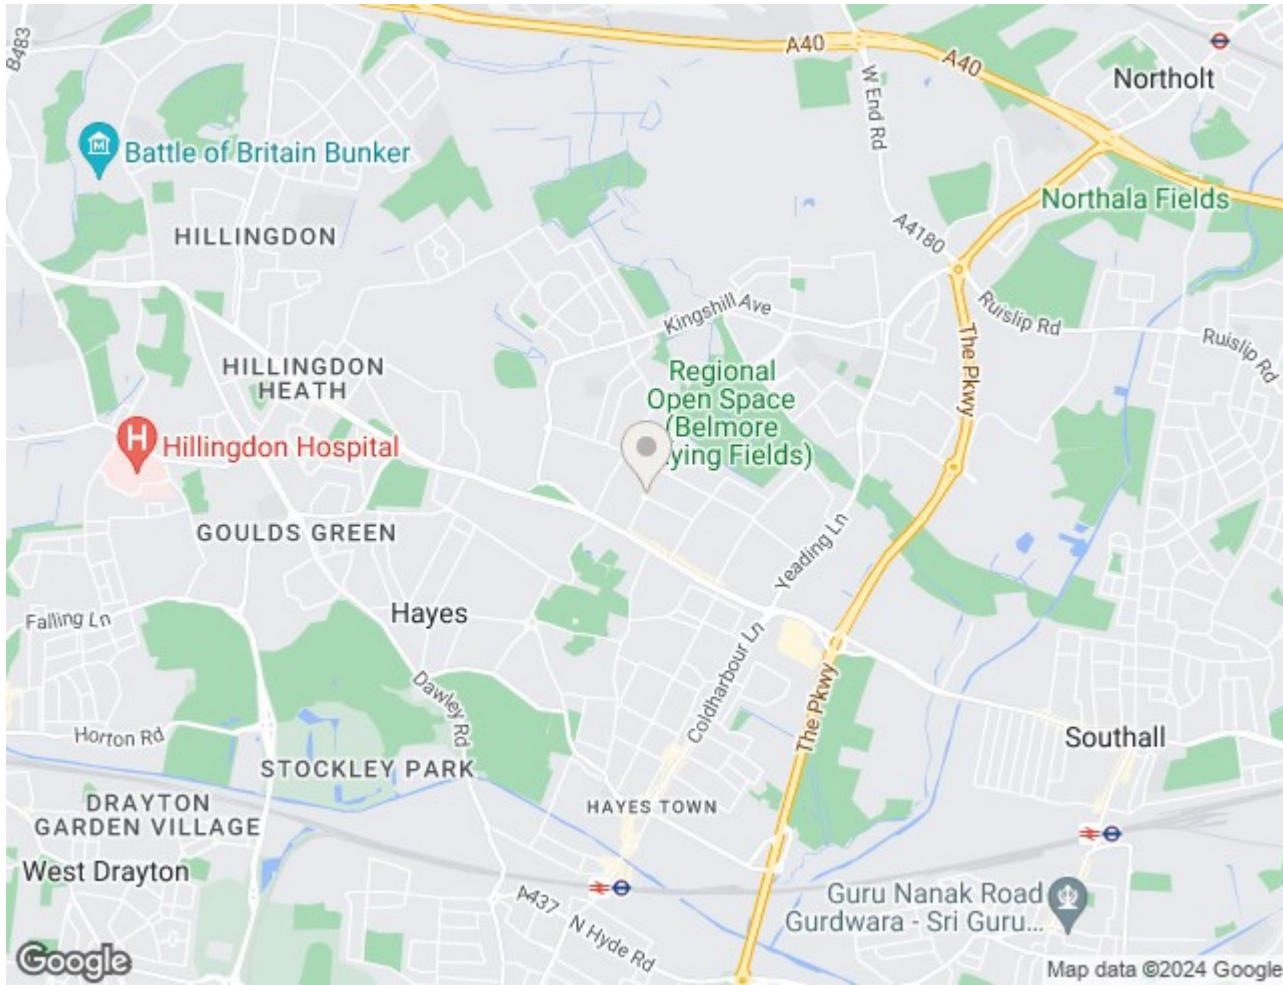 B483
A40
A40
Northolt
W End Rd
Battle of Britain Bunker
Northala Fields
HILLINGDON
A4180
Kingshill Ave
Ruislip Rd
Ruislip Rd
The Pkwy
HILLINGDON
HEATH
Regional
Open Space
(Belmore
ying Fields)
H
Hillingdon Hospital
GOULDS GREEN
Yeading Ln
Falling Ln
Hayes
Coldharbour Ln
Dawley Rd
The Pkwy
Horton Rd
Southall
STOCKLEY PARK
DRAYTON
GARDEN VILLAGE
HAYES TOWN
West Drayton
A437
N Hyde Rd
Guru Nanak Road
Gurdwara - Sri Guru...
Google
Map data ©2024 Google